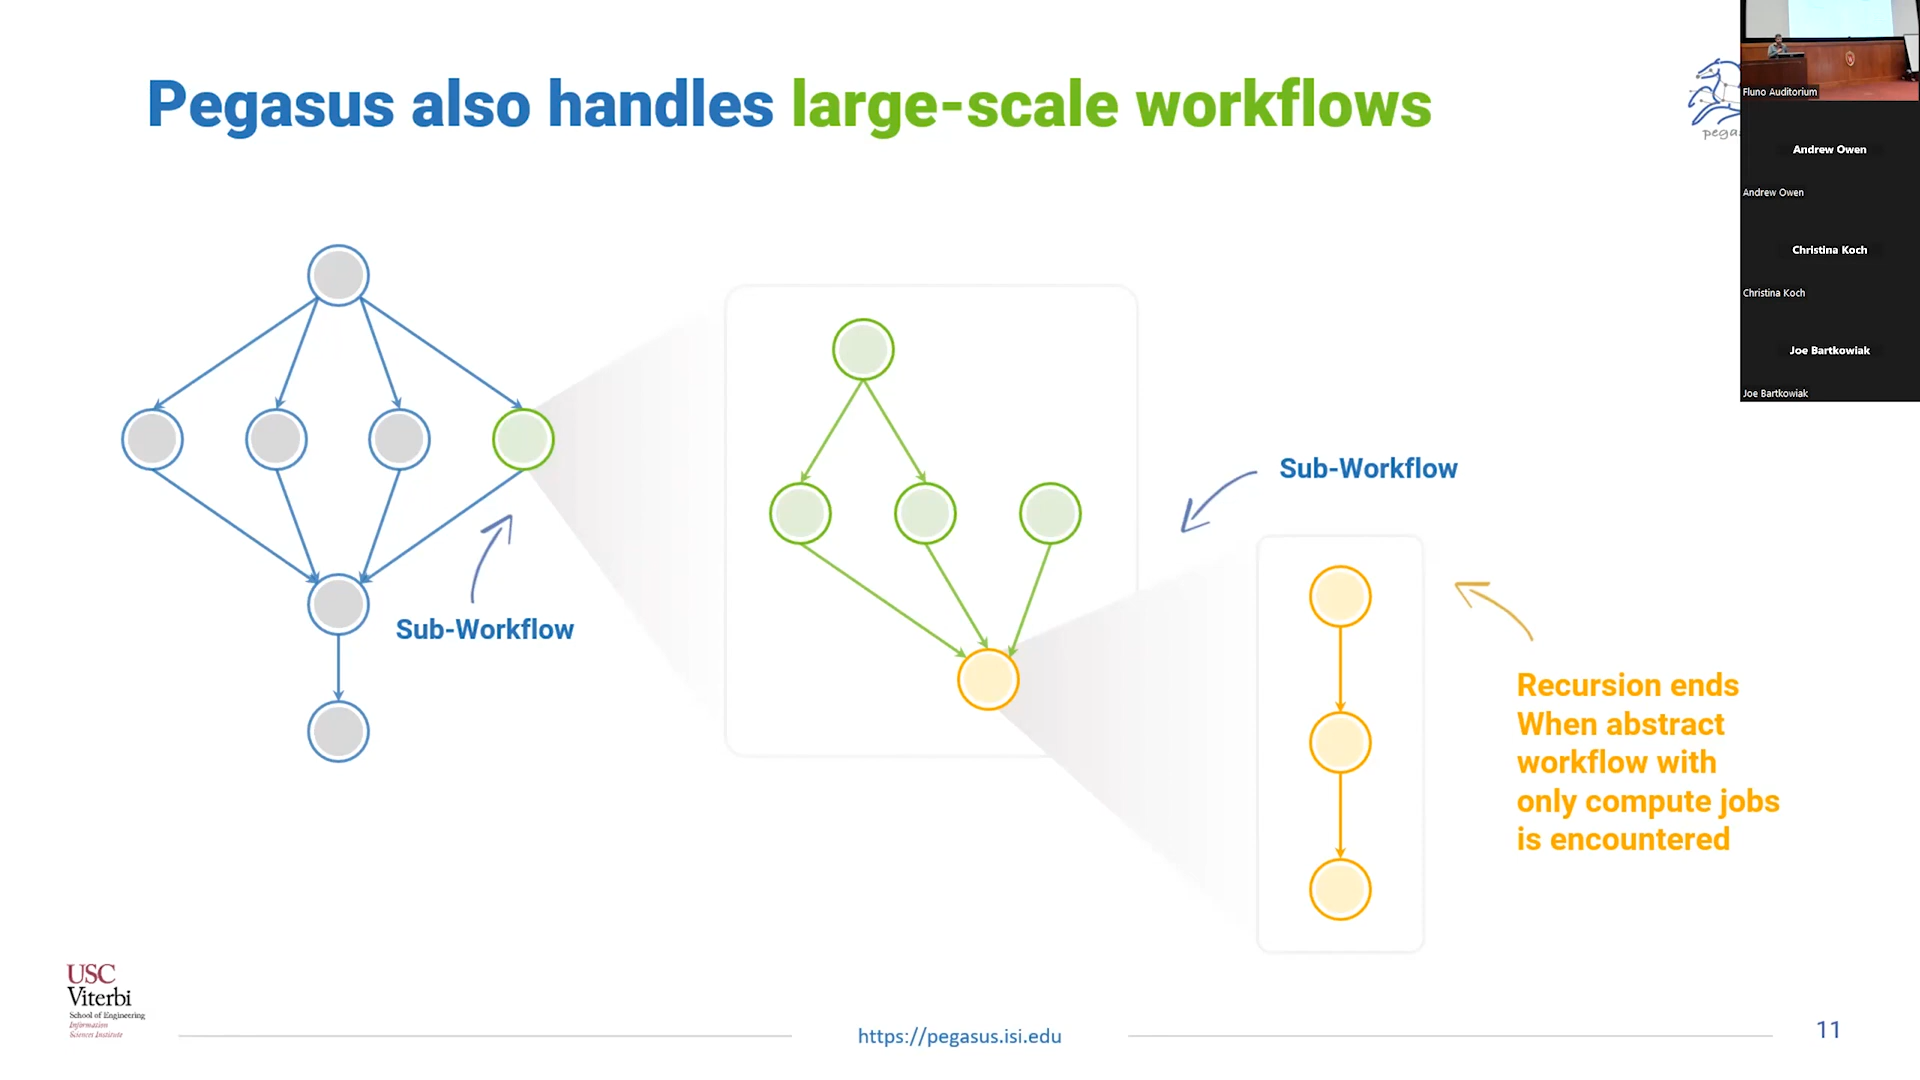 Pegasus also handles large-scale workflows
Fluno Auditorium
Andrew Owen
Andrew Owen
Christina Koch
Christina Koch
Joe Bartkowiak
Joe Bartkowiak
Sub-Workflow
Sub-Workflow
Recursion ends
When abstract
workflow with
only compute jobs
is encountered
USC
Viterbi
School of Engineering
Information
Sciences Institute
https://pegasus.isi.edu
11